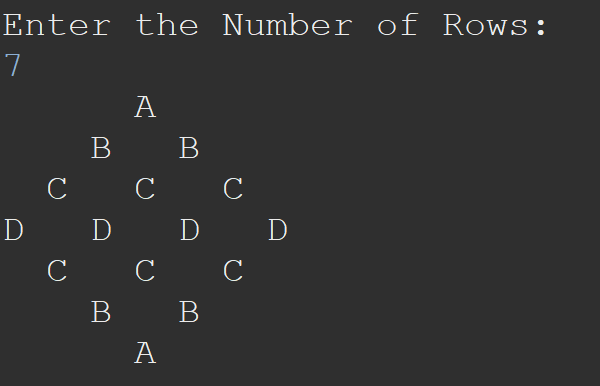 Enter the Number of Rows:
7
      A
    B   B
  C   C   C
D   D   D   D
  C   C   C
    B   B
      A